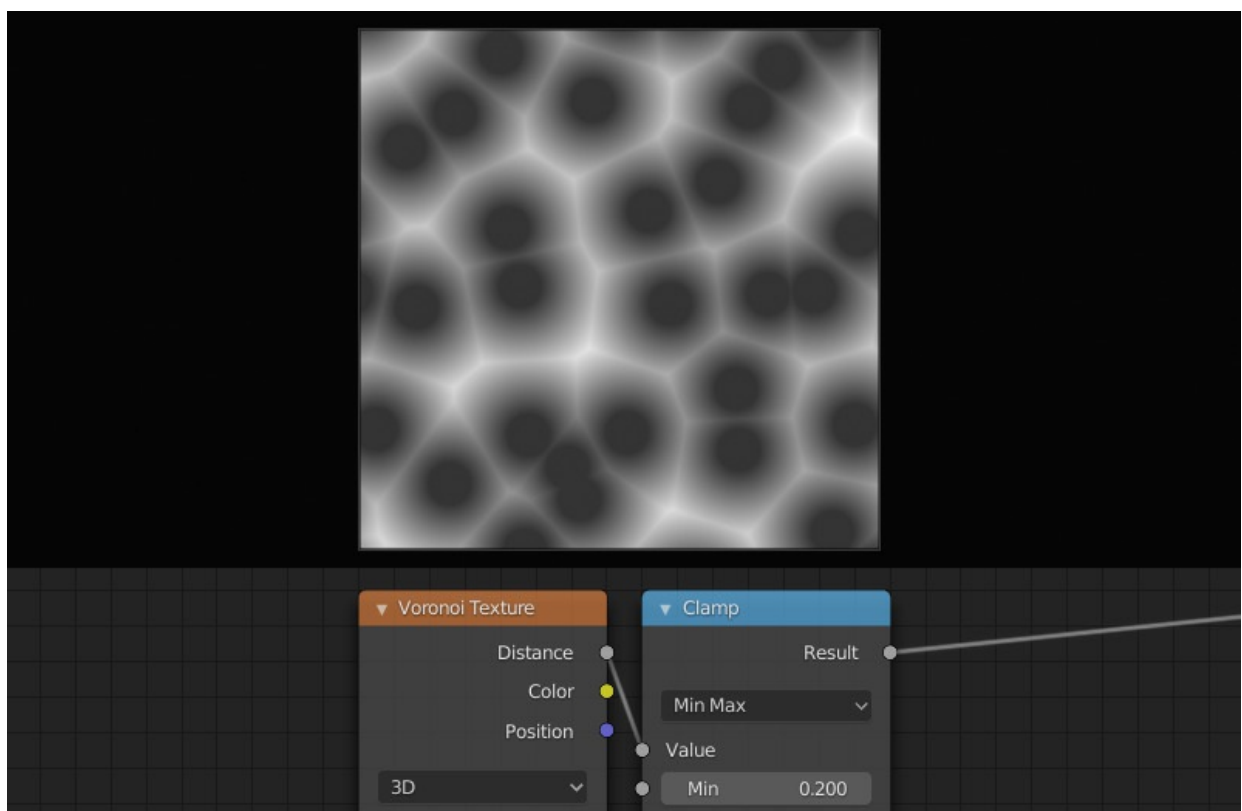 Voronoi Texture
Distance
Color
Position
3D
Clamp
Result
Min Max
Value
Min 0.200